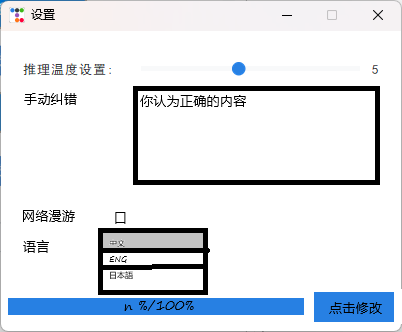 设置
推理温度设置: 5
手动纠错
你认为正确的内容
网络漫游 口
语言
中文
ENG
日本語
n %/100%
点击修改